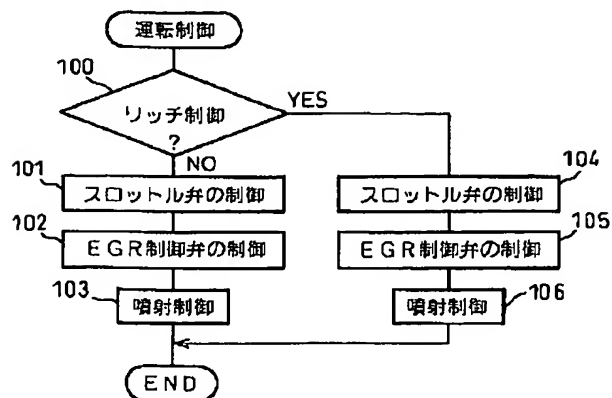 運転制御
100
リッチ制御
?
YES
NO
101
スロットル弁の制御
104
スロットル弁の制御
102
EGR制御弁の制御
105
EGR制御弁の制御
103
噴射制御
106
噴射制御
END